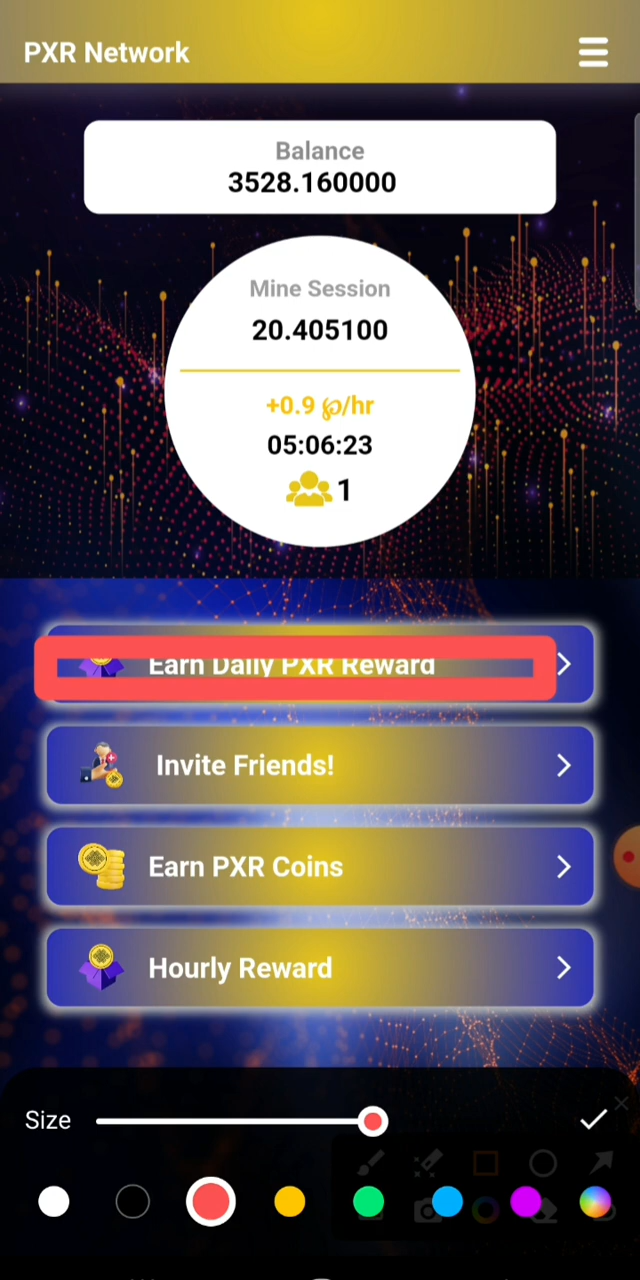 PXR Network
Balance
3528.160000
Mine Session
20.405100
+0.9 ℘/hr
05:06:23
1
Earn Daily PXR Reward
Invite Friends!
Earn PXR Coins
Hourly Reward
Size